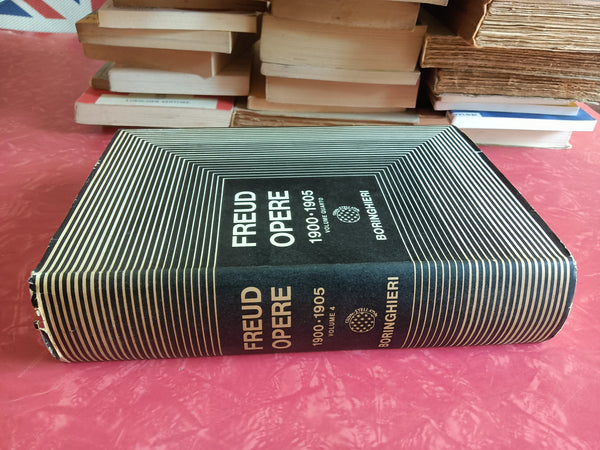 FREUD
OPERE
1900·1905
VOLUME QUARTO
BORINGHIERI
FREUD
OPERE
1900·1905
VOLUME 4
BORINGHIERI